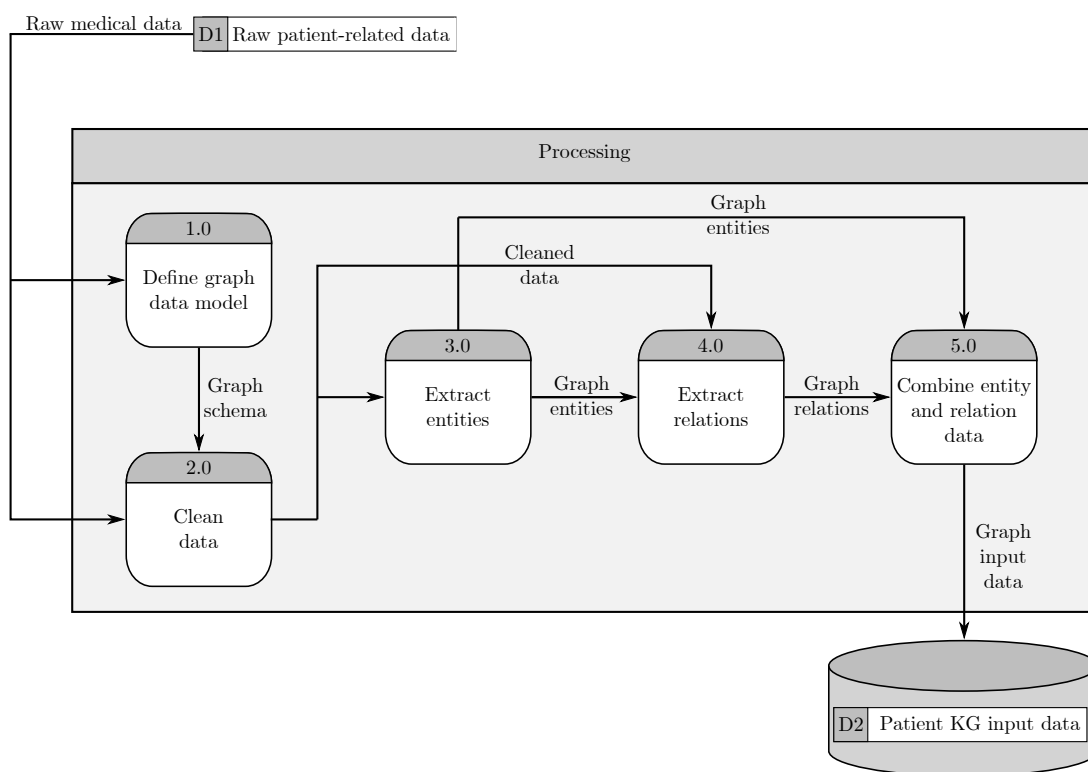 Raw medical data
D1 Raw patient-related data
Processing
1.0
Define graph
data model
Graph
schema
2.0
Clean
data
Cleaned
data
Graph
entities
3.0
Extract
entities
Graph
entities
4.0
Extract
relations
Graph
relations
5.0
Combine entity
and relation
data
Graph
input
data
D2 Patient KG input data